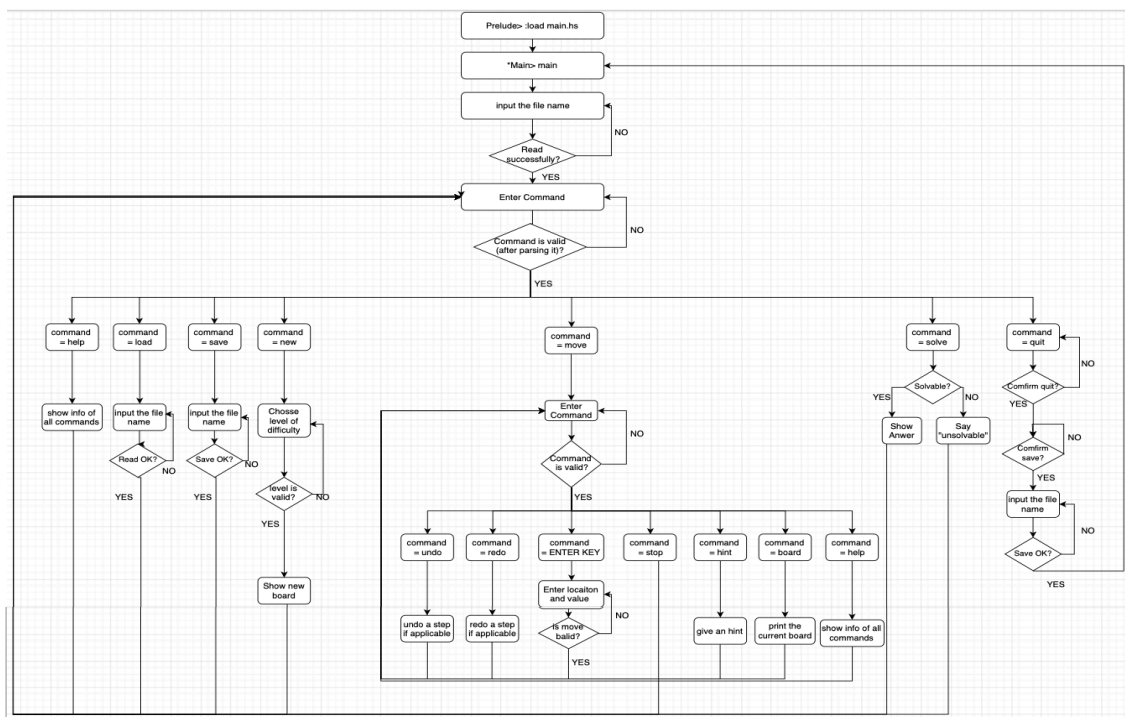 Prelude> :load main.hs
*Main> main
input the file name
NO
Read
successfully?
YES
Enter Command
NO
Command is valid
(after parsing it)?
YES
command
= help
command
= load
command
= save
command
= new
command
= move
command
= solve
command
= quit
NO
show info of
all commands
input the file
name
Read OK?
NO
YES
input the file
name
Save OK?
NO
YES
Chosse
level of
difficulty
level is
valid?
NO
YES
Show new
board
Enter
Command
NO
Command
is valid?
YES
command
= undo
command
= redo
command
= ENTER KEY
command
= stop
command
= hint
command
= board
command
= help
undo a step
if applicable
redo a step
if applicable
Enter locaiton
and value
NO
is move
balid?
YES
give an hint
print the
current board
show info of all
commands
Solvable?
YES
NO
Show
Anwer
Say
"unsolvable"
Comfirm quit?
YES
NO
Comfirm
save?
YES
input the file
name
NO
Save OK?
YES